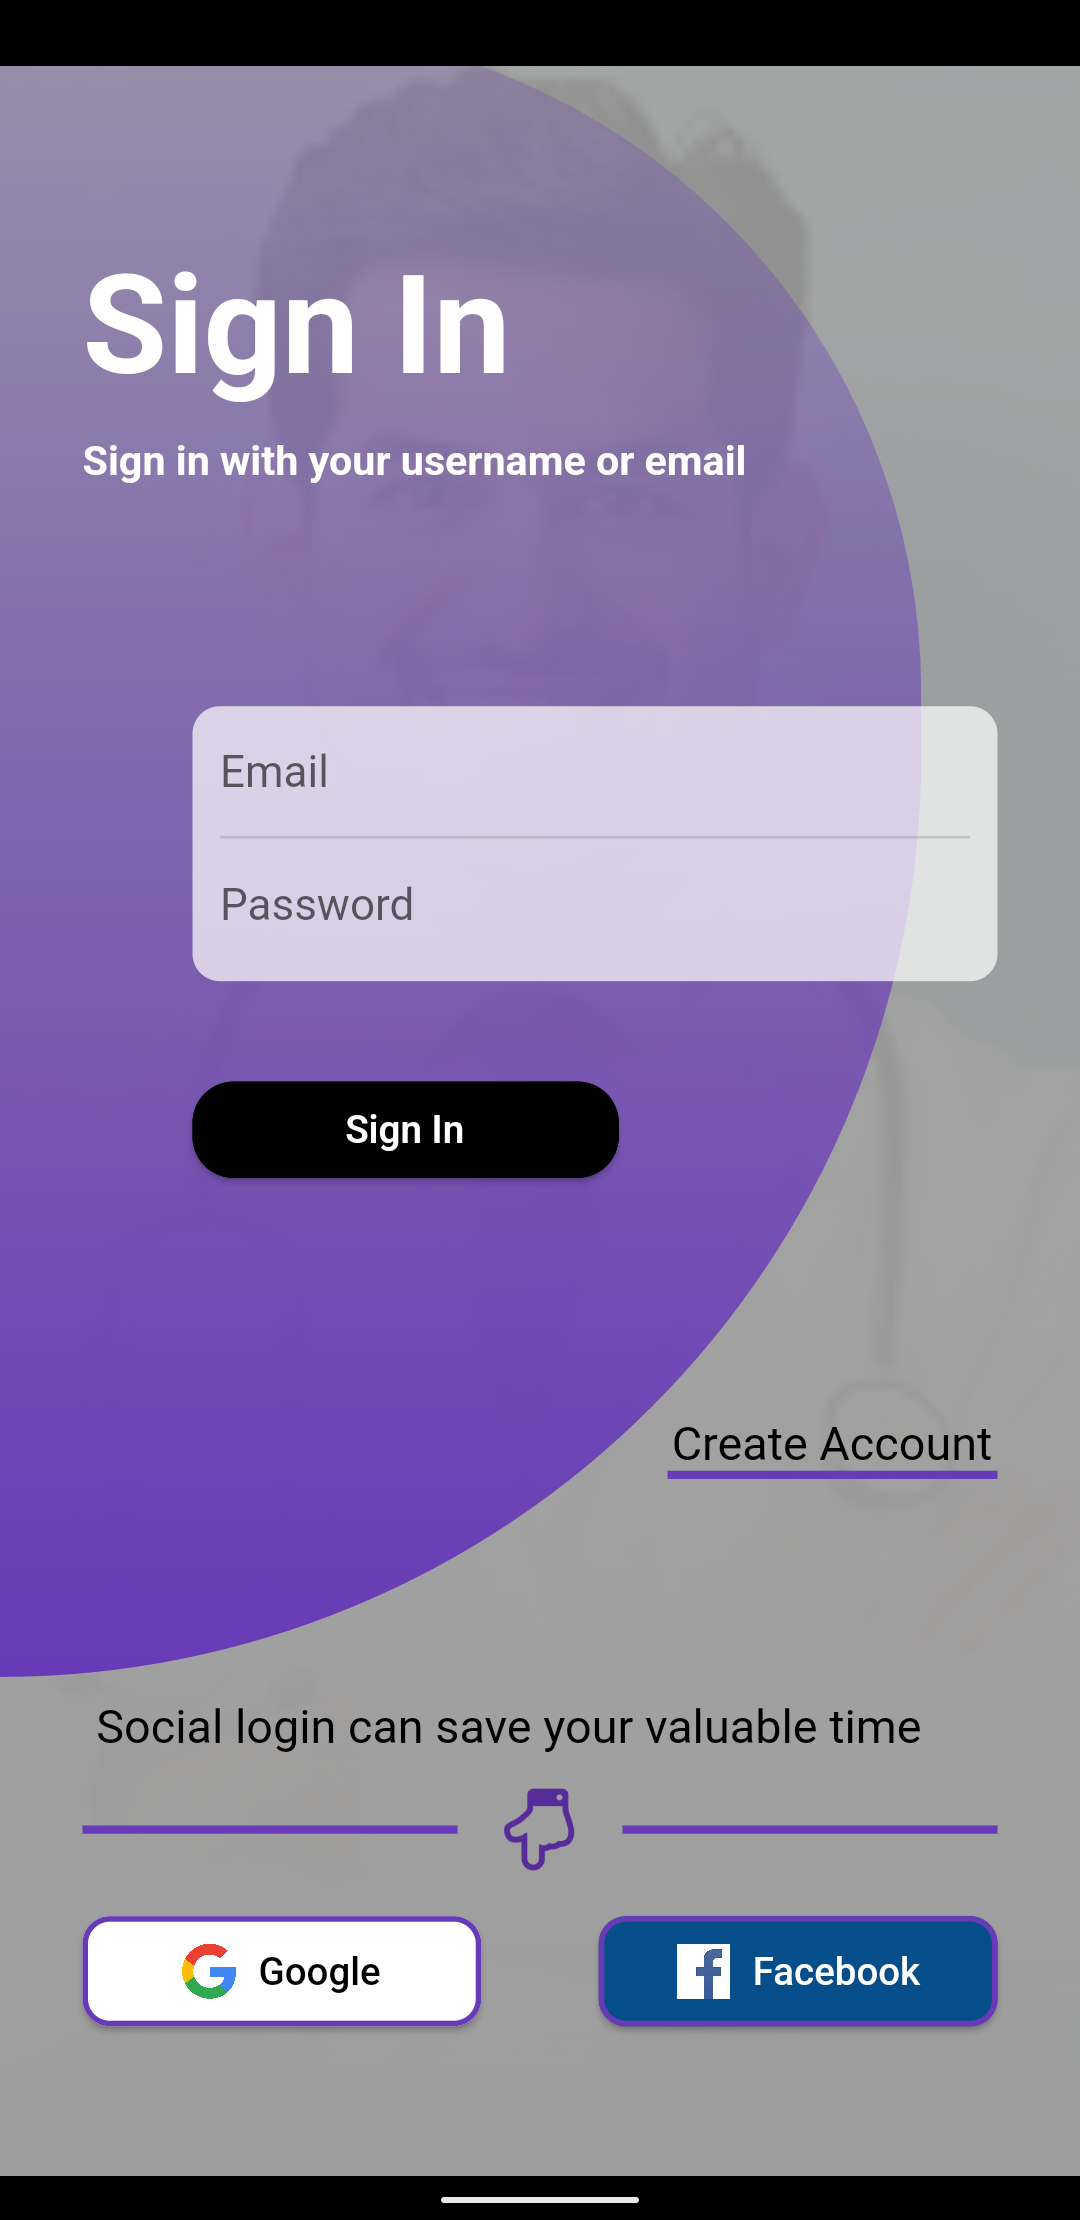 Sign In
Sign in with your username or email
Email
Password
Sign In
Create Account
Social login can save your valuable time
Google
Facebook